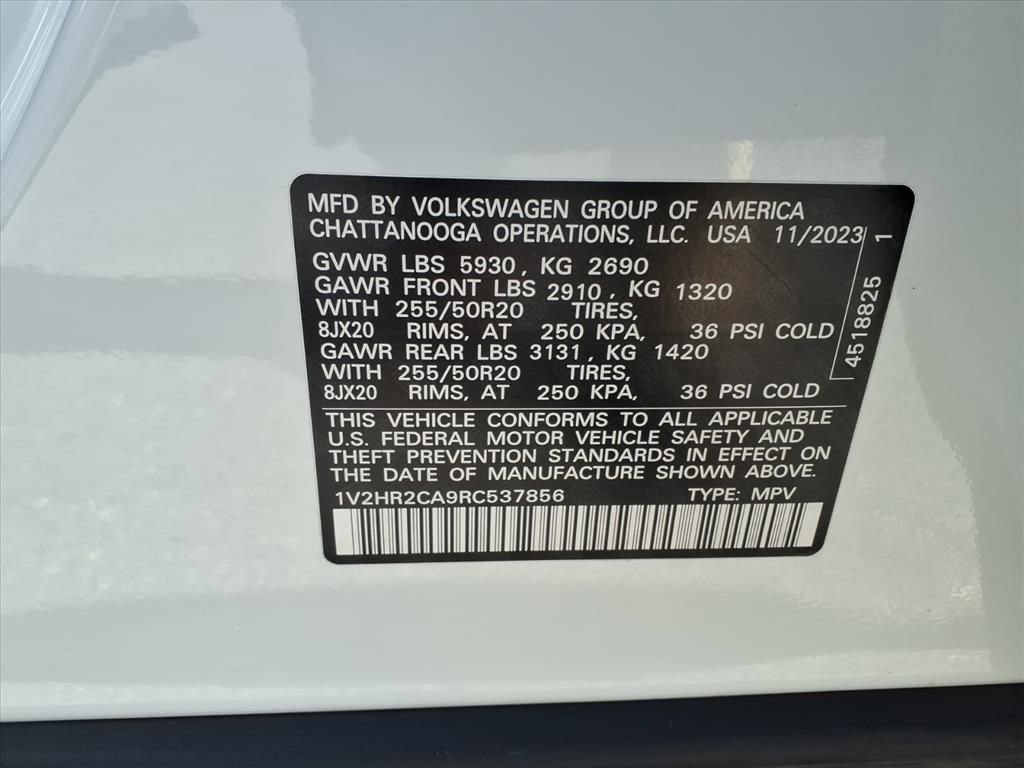 MFD BY VOLKSWAGEN GROUP OF AMERICA
CHATTANOOGA OPERATIONS, LLC. USA 11/2023
GVWR LBS 5930, KG 2690
GAWR FRONT LBS 2910, KG 1320
WITH 255/50R20 TIRES,
8JX20 RIMS, AT 250 KPA, 36 PSI COLD
GAWR REAR LBS 3131, KG 1420
WITH 255/50R20 TIRES,
8JX20 RIMS, AT 250 KPA, 36 PSI COLD
THIS VEHICLE CONFORMS TO ALL APPLICABLE
U.S. FEDERAL MOTOR VEHICLE SAFETY AND
THEFT PREVENTION STANDARDS IN EFFECT ON
THE DATE OF MANUFACTURE SHOWN ABOVE.
1V2HR2CA9RC537856 TYPE: MPV
4518825 1